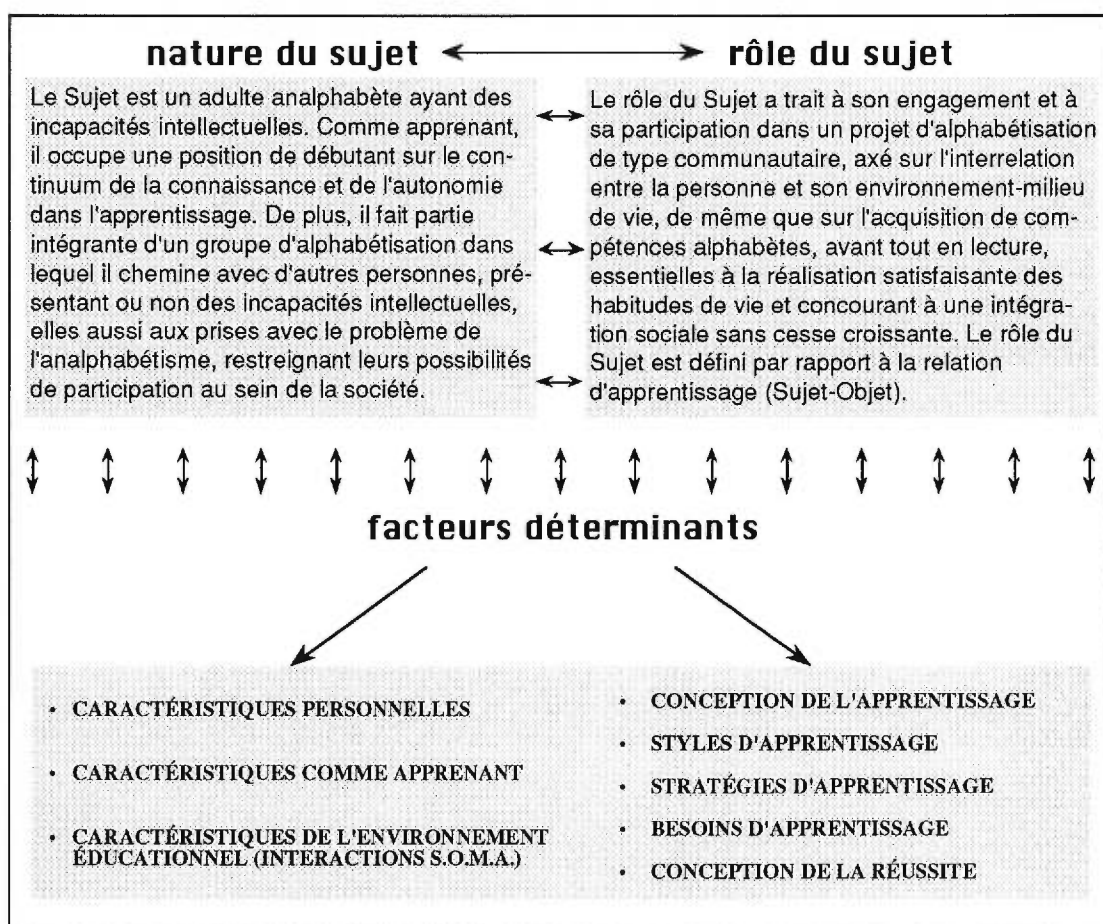 nature du sujet
rôle du sujet
Le Sujet est un adulte analphabète ayant des
incapacités intellectuelles. Comme apprenant,
il occupe une position de débutant sur le con-
tinuum de la connaissance et de l'autonomie
dans l'apprentissage. De plus, il fait partie
intégrante d'un groupe d'alphabétisation dans
lequel il chemine avec d'autres personnes, pré-
sentant ou non des incapacités intellectuelles,
elles aussi aux prises avec le problème de
l'analphabétisme, restreignant leurs possibilités
de participation au sein de la société.
Le rôle du Sujet a trait à son engagement et à
sa participation dans un projet d'alphabétisation
de type communautaire, axé sur l'interrelation
entre la personne et son environnement-milieu
de vie, de même que sur l'acquisition de com-
pétences alphabètes, avant tout en lecture,
essentielles à la réalisation satisfaisante des
habitudes de vie et concourant à une intégra-
tion sociale sans cesse croissante. Le rôle du
Sujet est défini par rapport à la relation
d'apprentissage (Sujet-Objet).
facteurs déterminants
• CARACTÉRISTIQUES PERSONNELLES
• CARACTÉRISTIQUES COMME APPRENANT
• CARACTÉRISTIQUES DE L'ENVIRONNEMENT
ÉDUCATIONNEL (INTERACTIONS S.O.M.A.)
• CONCEPTION DE L'APPRENTISSAGE
• STYLES D'APPRENTISSAGE
• STRATÉGIES D'APPRENTISSAGE
• BESOINS D'APPRENTISSAGE
• CONCEPTION DE LA RÉUSSITE